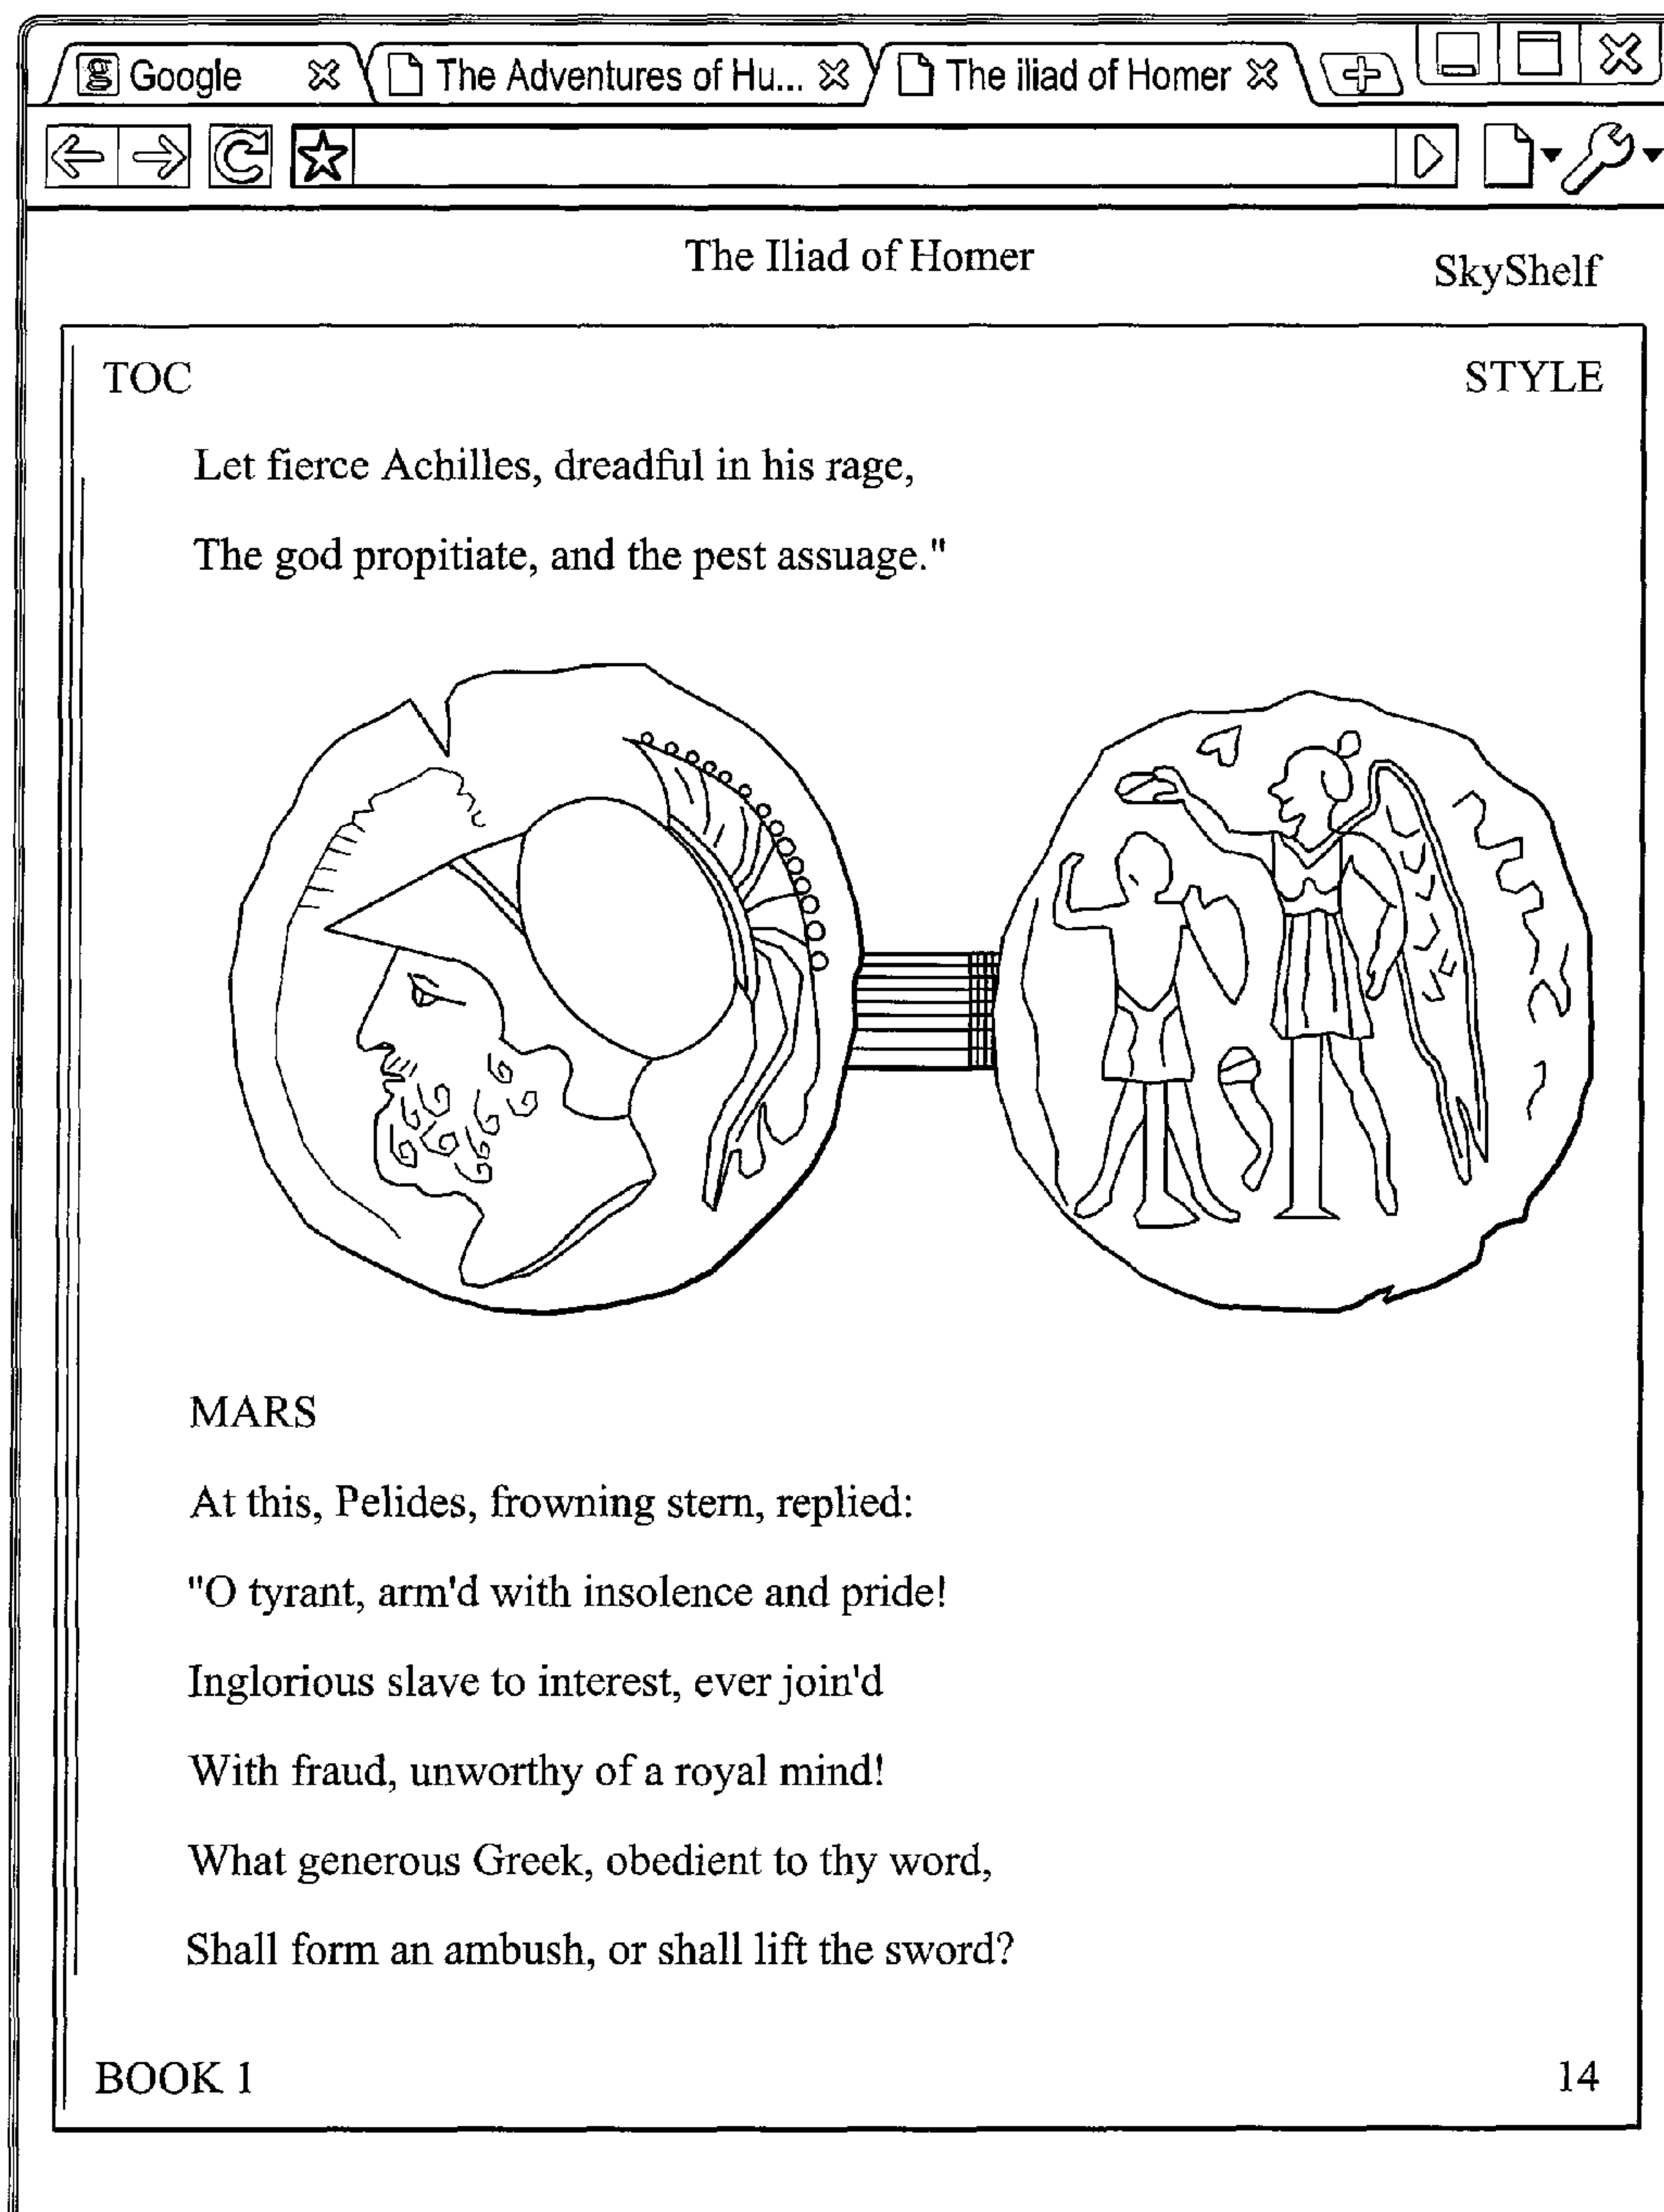 Google
The Adventures of Hu...
The iliad of Homer
The Iliad of Homer
SkyShelf
TOC
STYLE
Let fierce Achilles, dreadful in his rage,
The god propitiate, and the pest assuage."
MARS
At this, Pelides, frowning stern, replied:
"O tyrant, arm'd with insolence and pride!
Inglorious slave to interest, ever join'd
With fraud, unworthy of a royal mind!
What generous Greek, obedient to thy word,
Shall form an ambush, or shall lift the sword?
BOOK 1
14